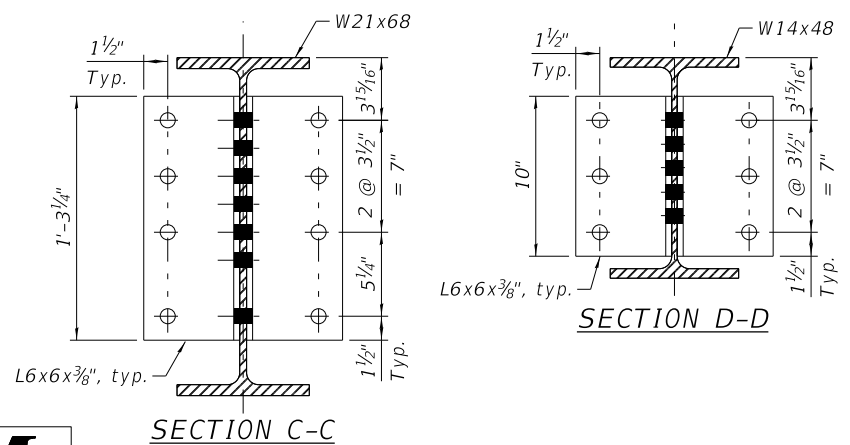 W21x68
1½"
Typ.
3 15/16"
2 @ 3½"
= 7"
1'-3¼"
5¼"
1½"
Typ.
L6x6x⅜", typ.
SECTION C-C
W14x48
1½"
Typ.
3 15/16"
10"
2 @ 3½"
= 7"
1½"
Typ.
L6x6x⅜", typ.
SECTION D-D